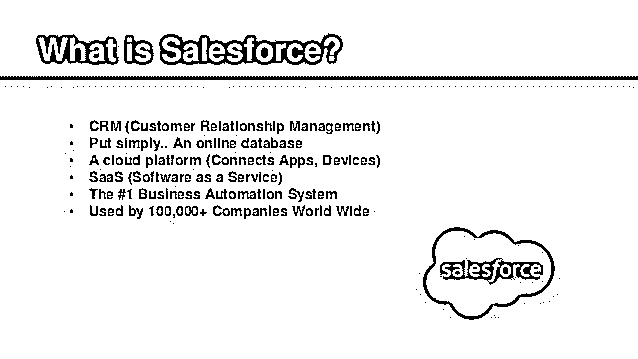 What is Salesforce?
• CRM (Customer Relationship Management)
• Put simply.. An online database
• A cloud platform (Connects Apps, Devices)
• SaaS (Software as a Service)
• The #1 Business Automation System
• Used by 100,000+ Companies World Wide
salesforce